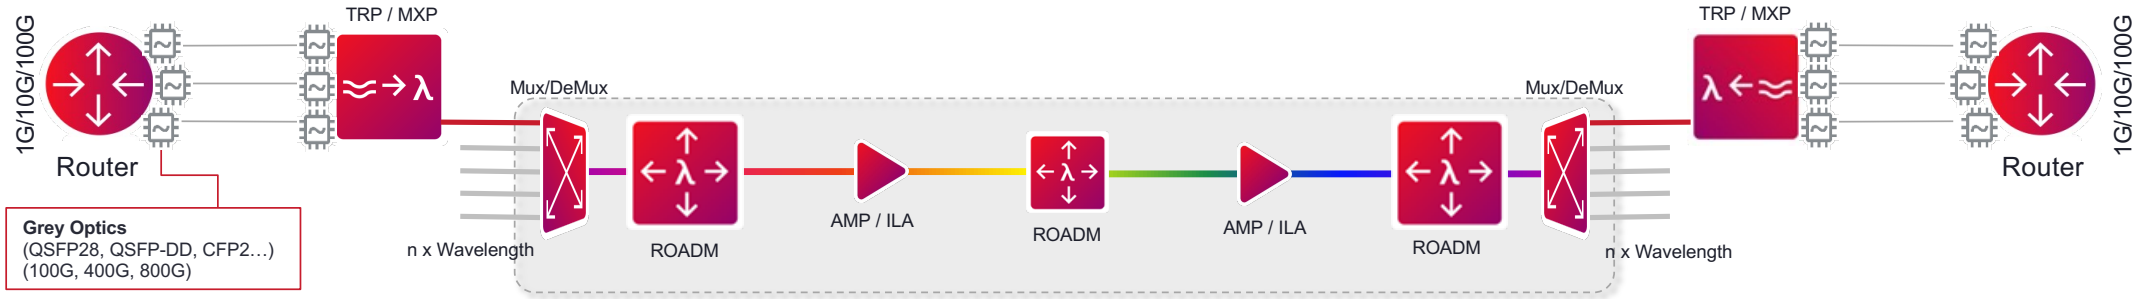 1G/10G/100G
Router
TRP / MXP
λ
Grey Optics
(QSFP28, QSFP-DD, CFP2…)
(100G, 400G, 800G)
Mux/DeMux
n x Wavelength
λ
ROADM
AMP / ILA
λ
ROADM
AMP / ILA
λ
ROADM
Mux/DeMux
n x Wavelength
TRP / MXP
λ
Router
1G/10G/100G